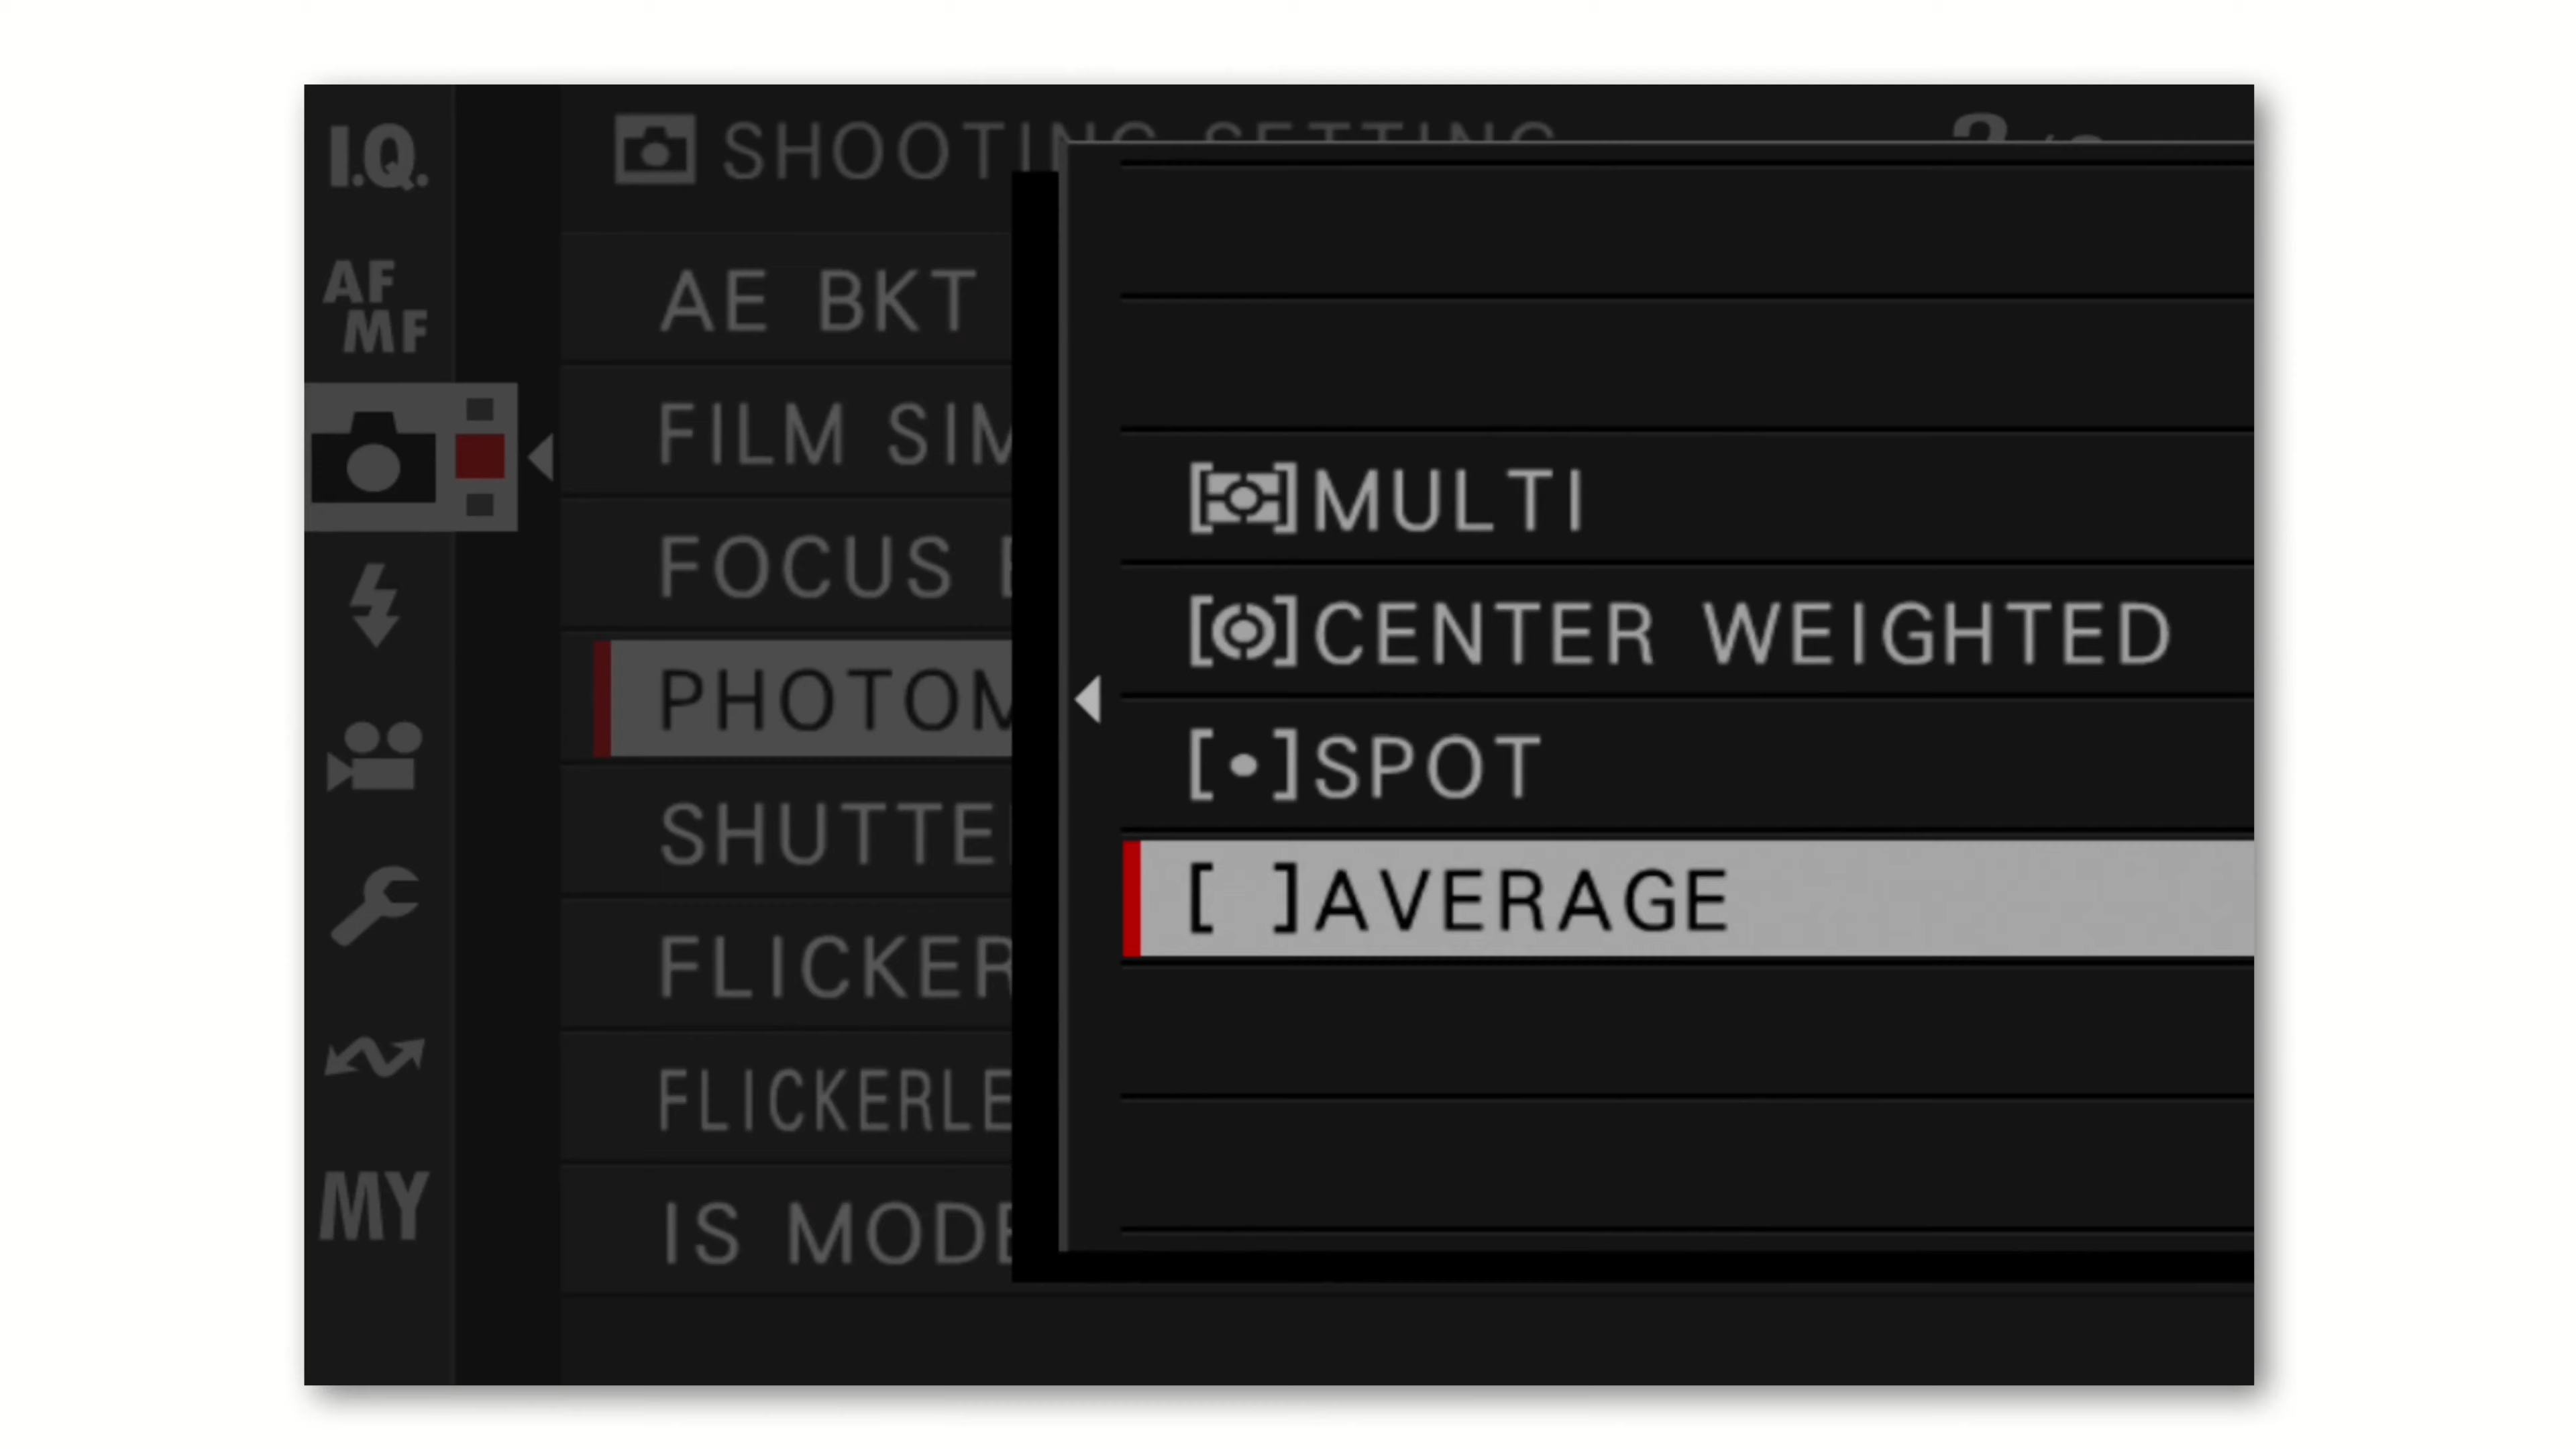 I.Q.
AF
MF
MY
SHOOTING SETTING
AE BKT
FILM SIM
FOCUS
PHOTOM
SHUTTE
FLICKER
FLICKERLE
IS MODE
MULTI
CENTER WEIGHTED
SPOT
AVERAGE